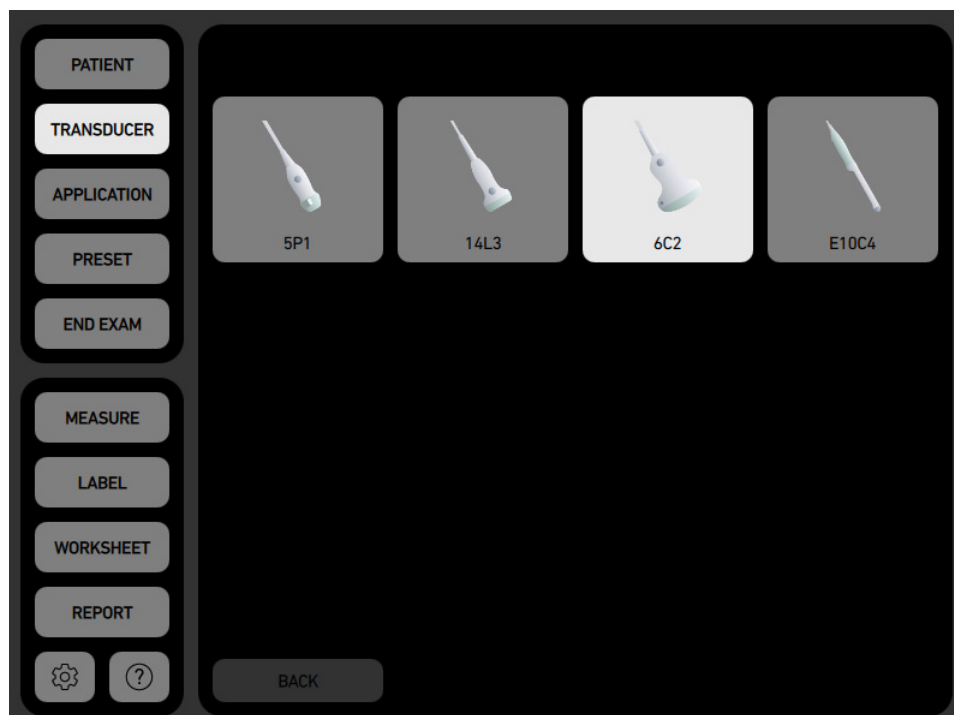 PATIENT
TRANSDUCER
APPLICATION
PRESET
END EXAM
MEASURE
LABEL
WORKSHEET
REPORT
?
5P1
14L3
6C2
E10C4
BACK